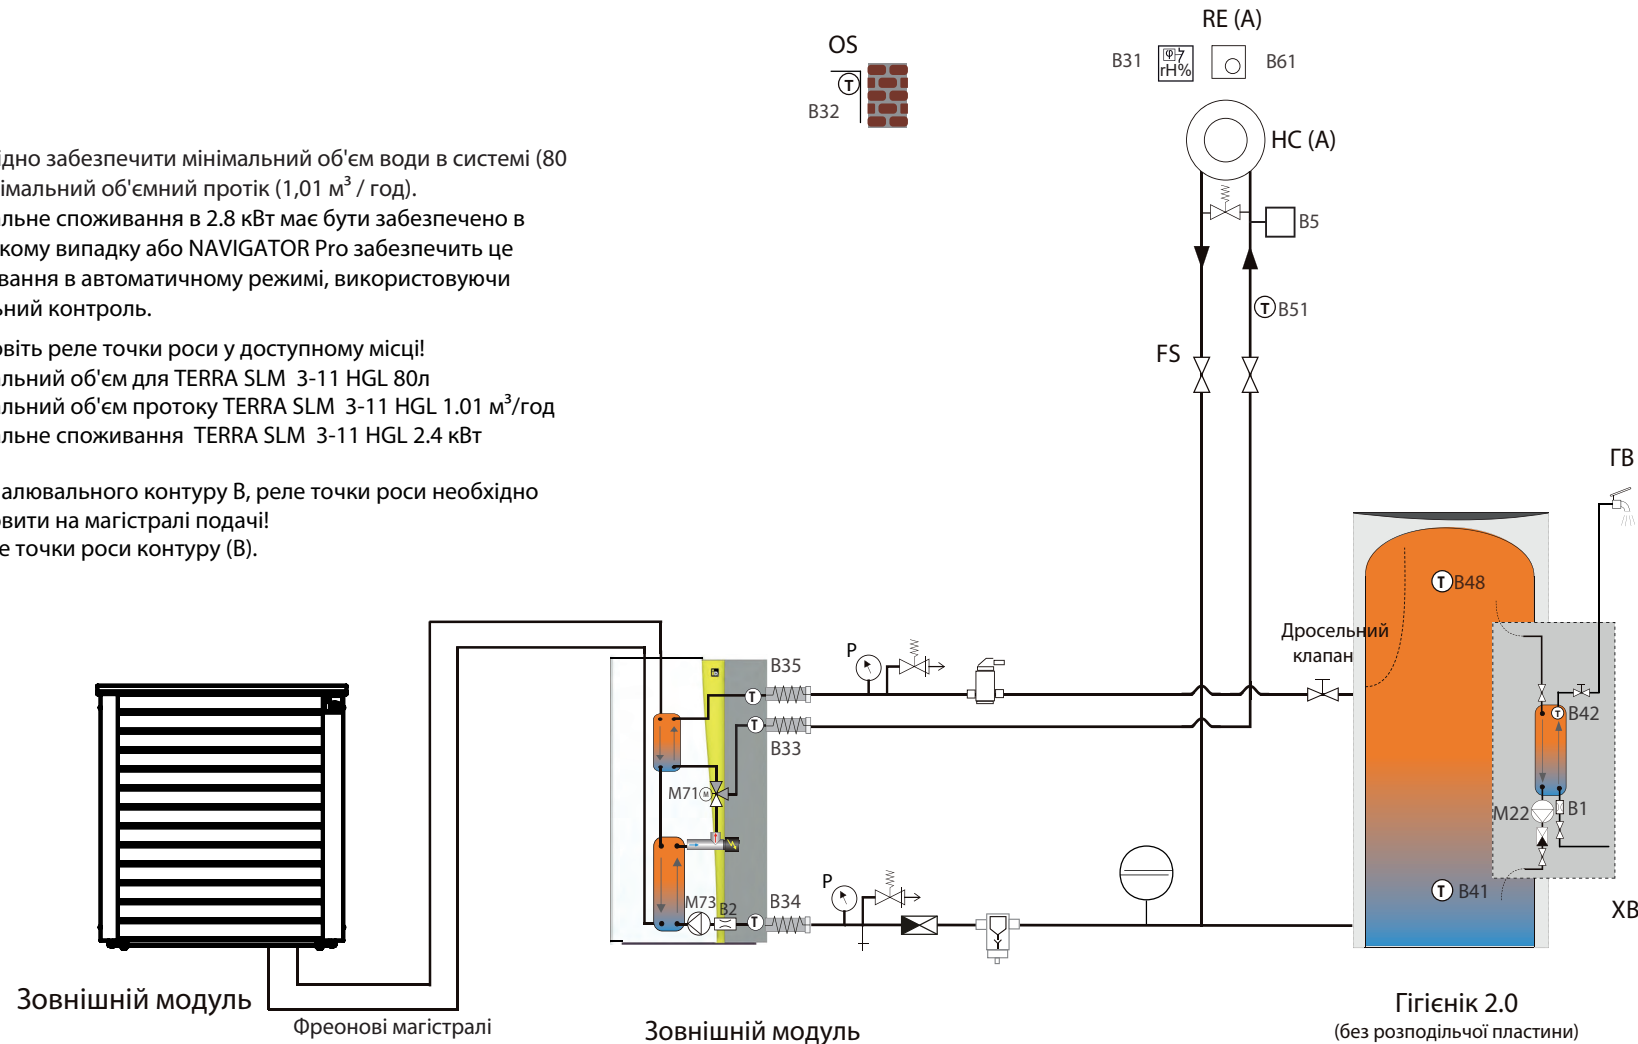 RE (A)
OS
B31
rH%
B61
T
B32
HC (A)
ідно забезпечити мінімальний об'єм води в системі (80
імальний об'ємний протік (1,01 м³ / год).
альне споживання в 2.8 кВт має бути забезпечено в
кому випадку або NAVIGATOR Pro забезпечить це
вання в автоматичному режимі, використовуючи
ьний контроль.
B5
T B51
FS
овіть реле точки роси у доступному місці!
альний об'єм для TERRA SLM 3-11 HGL 80л
альний об'єм протоку TERRA SLM 3-11 HGL 1.01 м³/год
альне споживання TERRA SLM 3-11 HGL 2.4 кВт
алювального контуру В, реле точки роси необхідно
овити на магістралі подачі!
е точки роси контуру (В).
ГВ
T B48
Дросельний
клапан
P
B35
T
T
B33
T B42
M71 M
M22
B1
P
M73
B2
T
B34
T B41
ХВ
Зовнішній модуль
Фреонові магістралі
Зовнішній модуль
Гігієнік 2.0
(без розподільчої пластини)